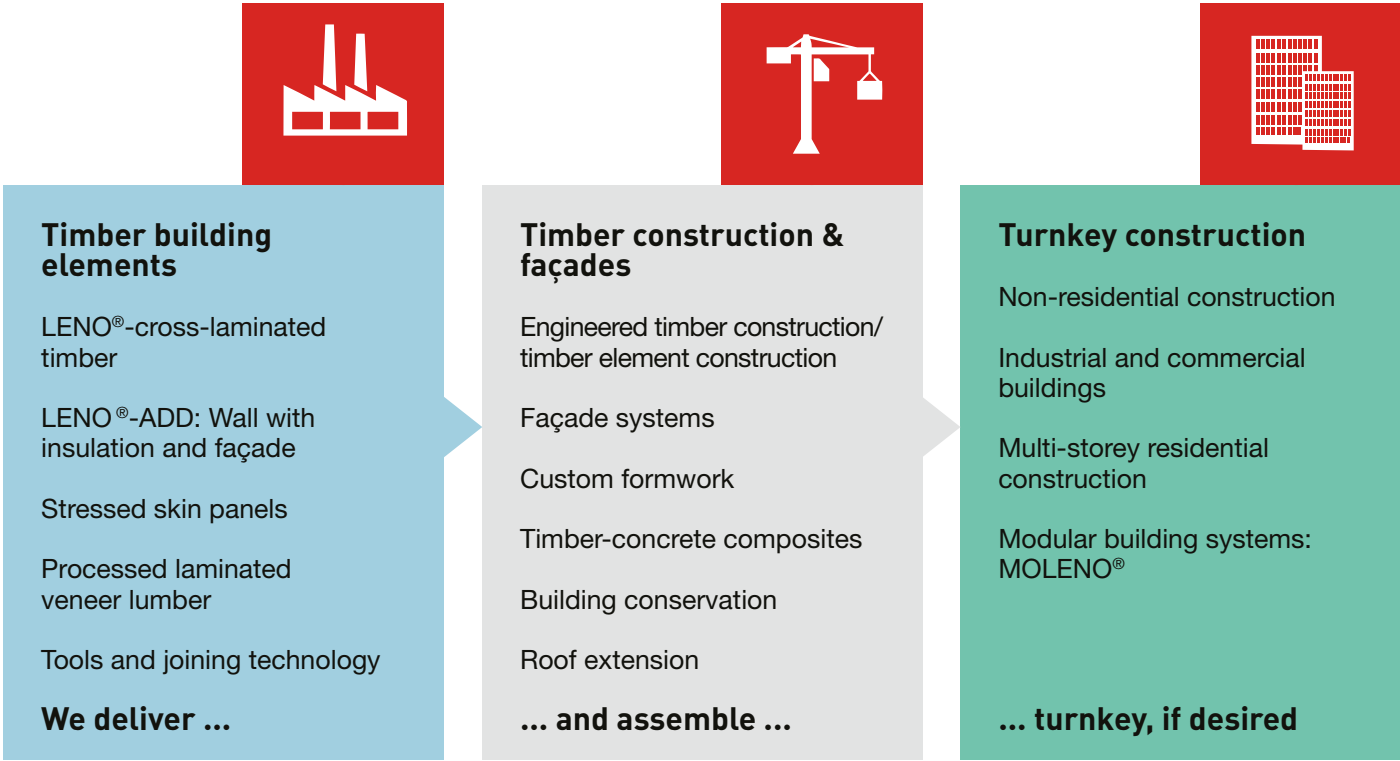 Timber building
elements
LENO®-cross-laminated
timber
LENO®-ADD: Wall with
insulation and façade
Stressed skin panels
Processed laminated
veneer lumber
Tools and joining technology
We deliver ...
Timber construction &
façades
Engineered timber construction/
timber element construction
Façade systems
Custom formwork
Timber-concrete composites
Building conservation
Roof extension
... and assemble ...
Turnkey construction
Non-residential construction
Industrial and commercial
buildings
Multi-storey residential
construction
Modular building systems:
MOLENO®
... turnkey, if desired